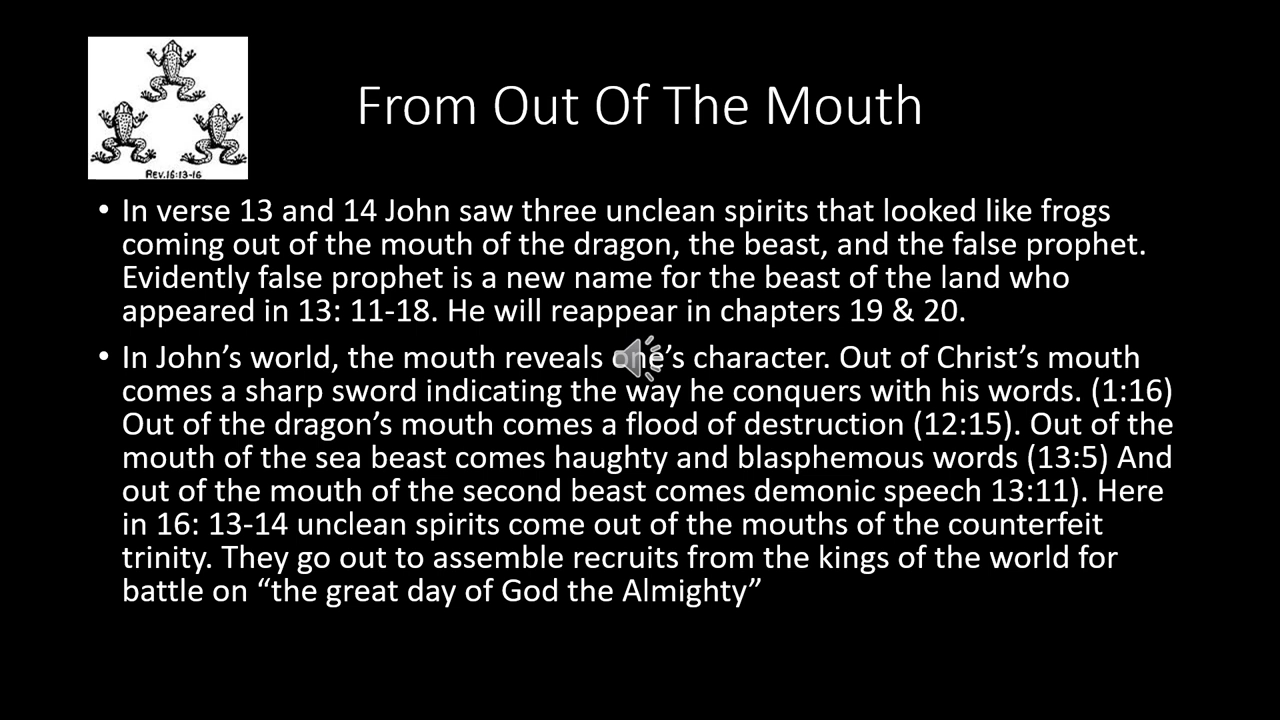 Rev.16:13-16
From Out Of The Mouth
• In verse 13 and 14 John saw three unclean spirits that looked like frogs
coming out of the mouth of the dragon, the beast, and the false prophet.
Evidently false prophet is a new name for the beast of the land who
appeared in 13: 11-18. He will reappear in chapters 19 & 20.
• In John’s world, the mouth reveals one’s character. Out of Christ’s mouth
comes a sharp sword indicating the way he conquers with his words. (1:16)
Out of the dragon’s mouth comes a flood of destruction (12:15). Out of the
mouth of the sea beast comes haughty and blasphemous words (13:5) And
out of the mouth of the second beast comes demonic speech 13:11). Here
in 16: 13-14 unclean spirits come out of the mouths of the counterfeit
trinity. They go out to assemble recruits from the kings of the world for
battle on “the great day of God the Almighty”